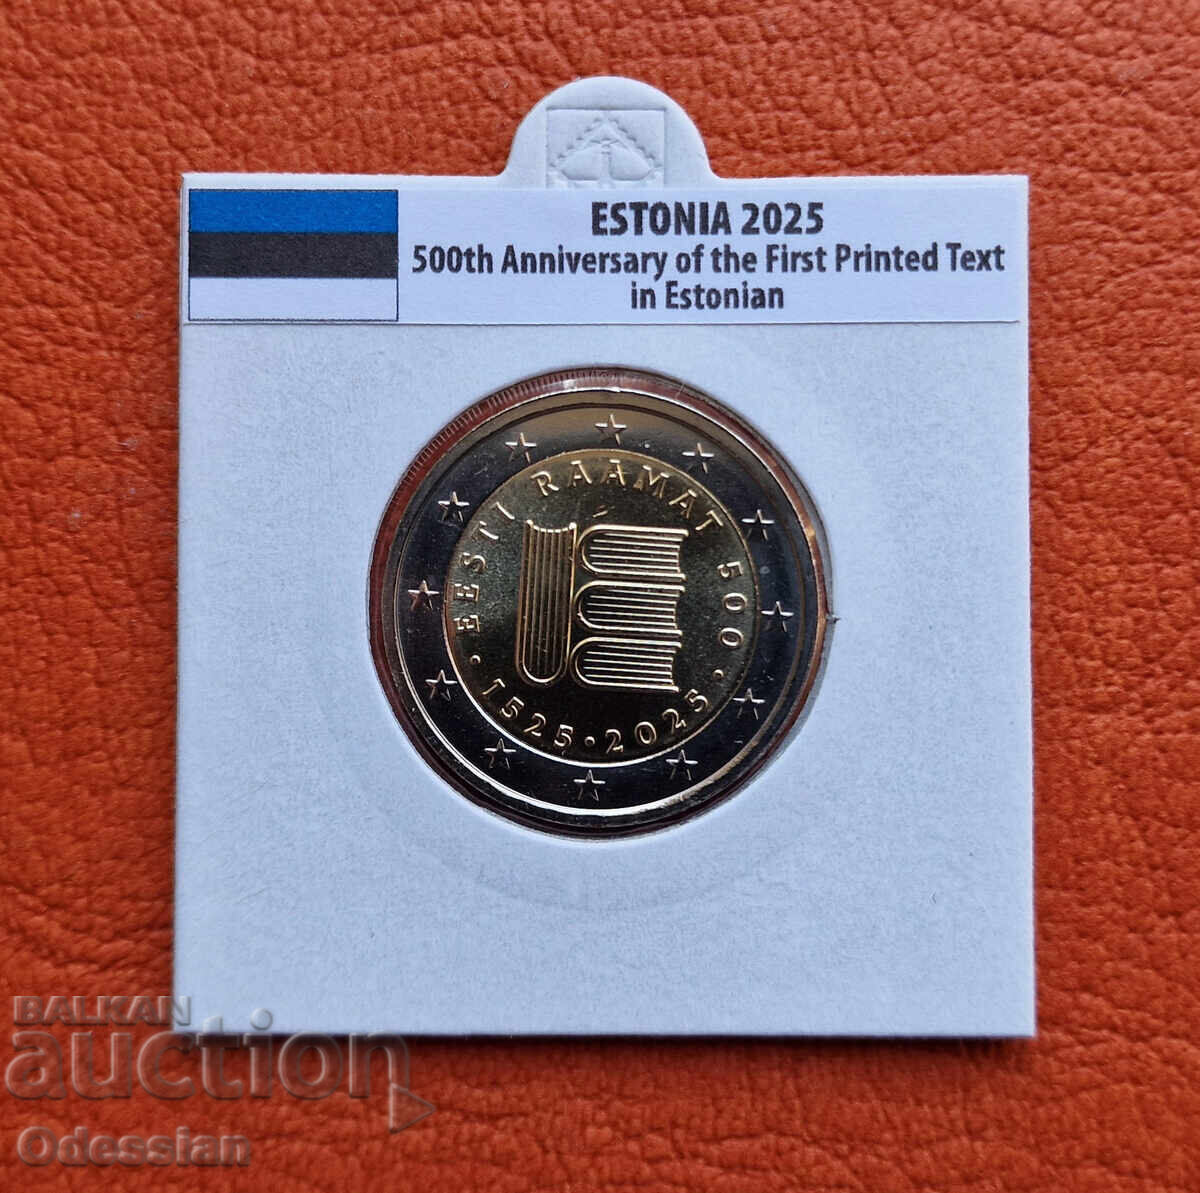 ESTONIA 2025
500th Anniversary of the First Printed Text
in Estonian
EESTI RAAMAT 500 ·
1525 · 2025 ·
BALKAN
auction
Odessian